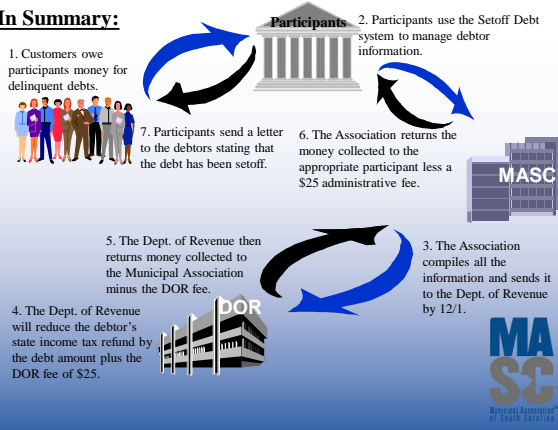 In Summary:
Participants
1. Customers owe
participants money for
delinquent debts.
2. Participants use the Setoff Debt
system to manage debtor
information.
7. Participants send a letter
to the debtors stating that
the debt has been setoff.
6. The Association returns the
money collected to the
appropriate participant less a
$25 administrative fee.
MASC
5. The Dept. of Revenue then
returns money collected to
the Municipal Association
minus the DOR fee.
3. The Association
compiles all the
information and sends it
to the Dept. of Revenue
by 12/1.
4. The Dept. of Revenue
will reduce the debtor's
state income tax refund by
the debt amount plus the
DOR fee of $25.
DOR
MA
SC
Municipal Association
of South Carolina